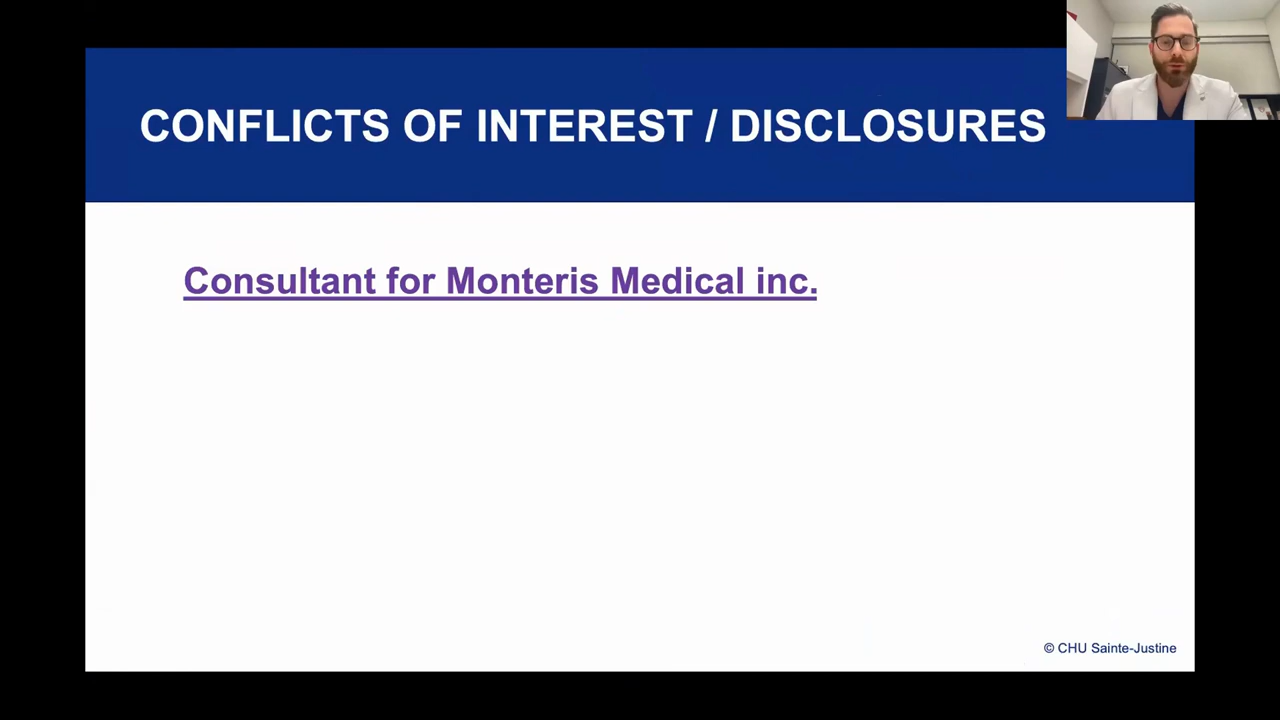 CONFLICTS OF INTEREST / DISCLOSURES
Consultant for Monteris Medical inc.
© CHU Sainte-Justine